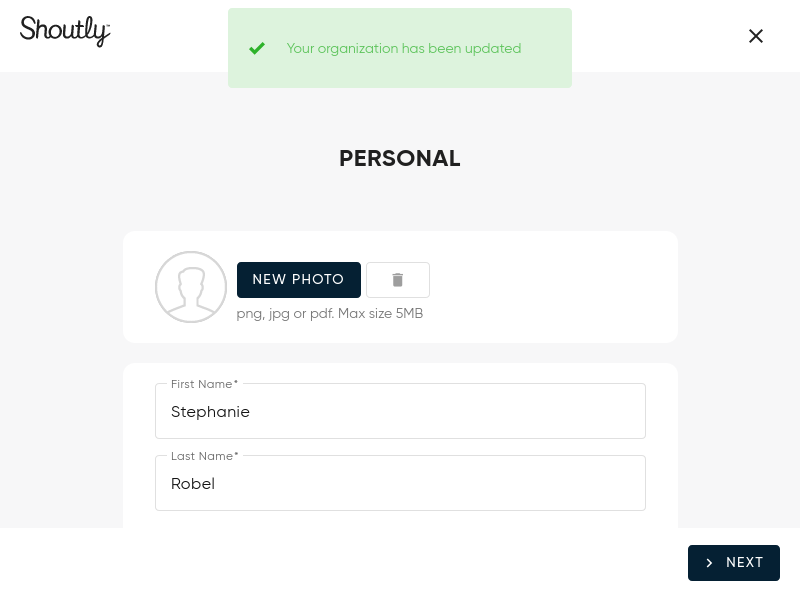 Shoutly™
Your organization has been updated
PERSONAL
NEW PHOTO
png, jpg or pdf. Max size 5MB
First Name*
Stephanie
Last Name*
Robel
NEXT